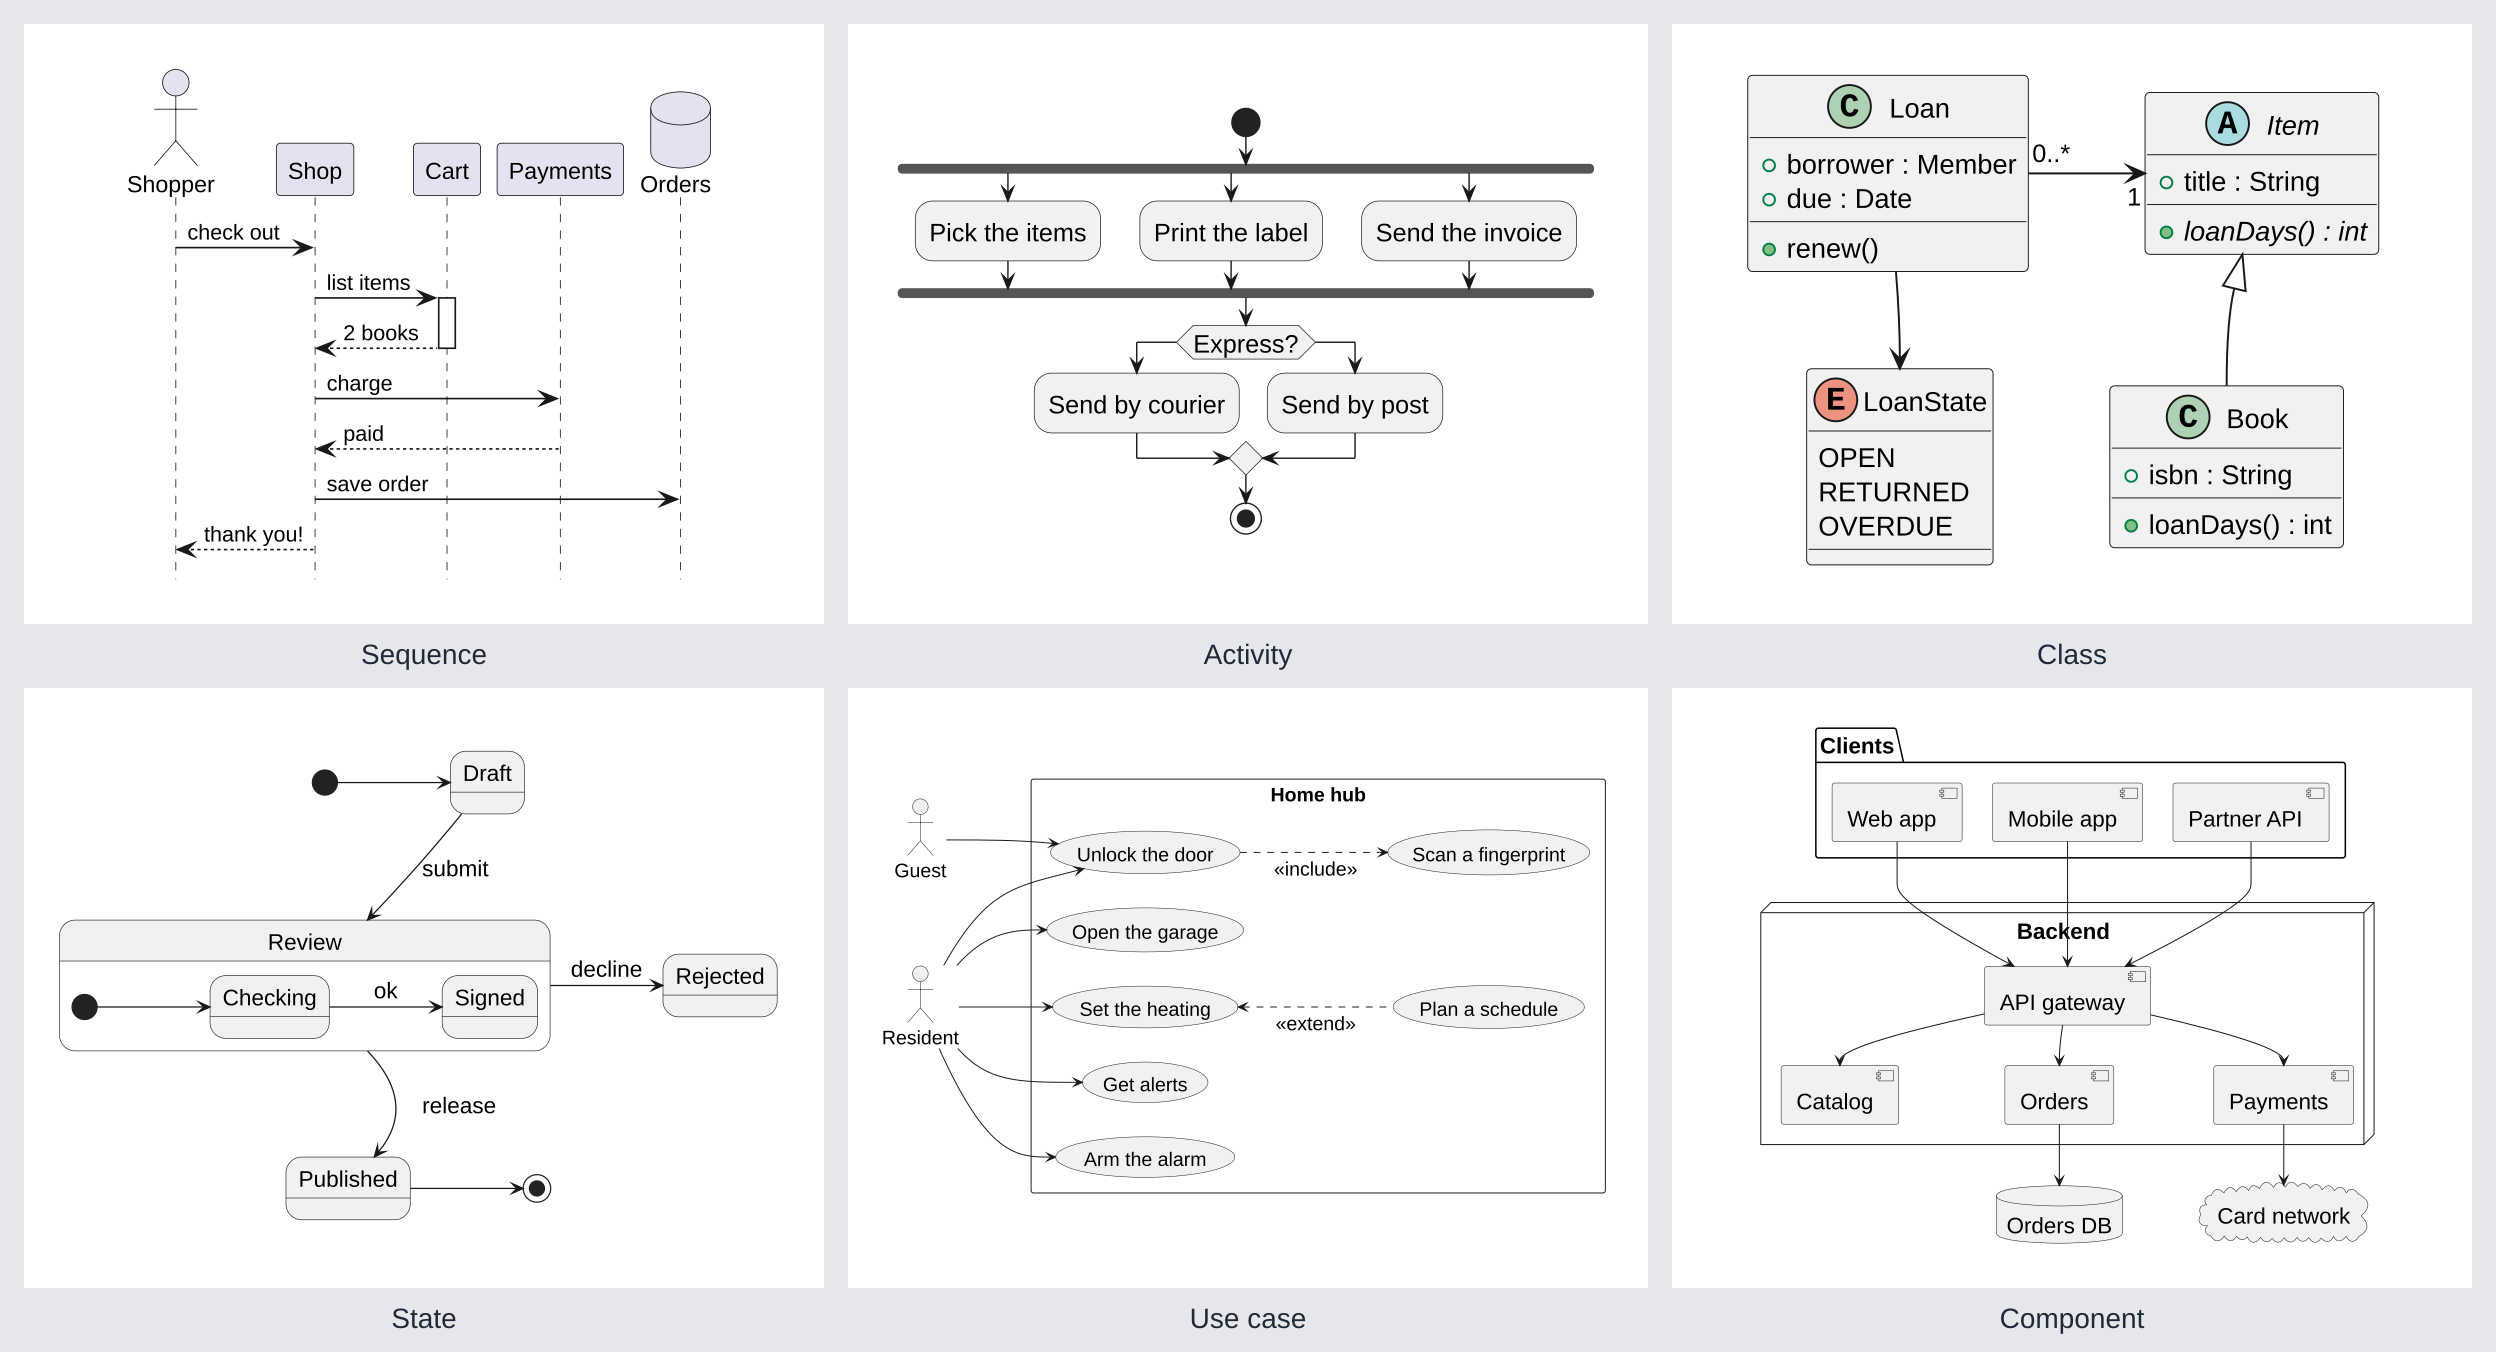 Shopper
Shop
Cart
Payments
Orders
check out
list items
2 books
charge
paid
save order
thank you!
Sequence
Pick the items
Print the label
Send the invoice
Express?
Send by courier
Send by post
Activity
C Loan
borrower : Member
due : Date
renew()
0..*
1
A Item
title : String
loanDays() : int
E LoanState
OPEN
RETURNED
OVERDUE
C Book
isbn : String
loanDays() : int
Class
Draft
submit
Review
Checking
ok
Signed
decline
Rejected
release
Published
State
Home hub
Guest
Unlock the door
«include»
Scan a fingerprint
Open the garage
Resident
Set the heating
«extend»
Plan a schedule
Get alerts
Arm the alarm
Use case
Clients
Web app
Mobile app
Partner API
Backend
API gateway
Catalog
Orders
Payments
Orders DB
Card network
Component